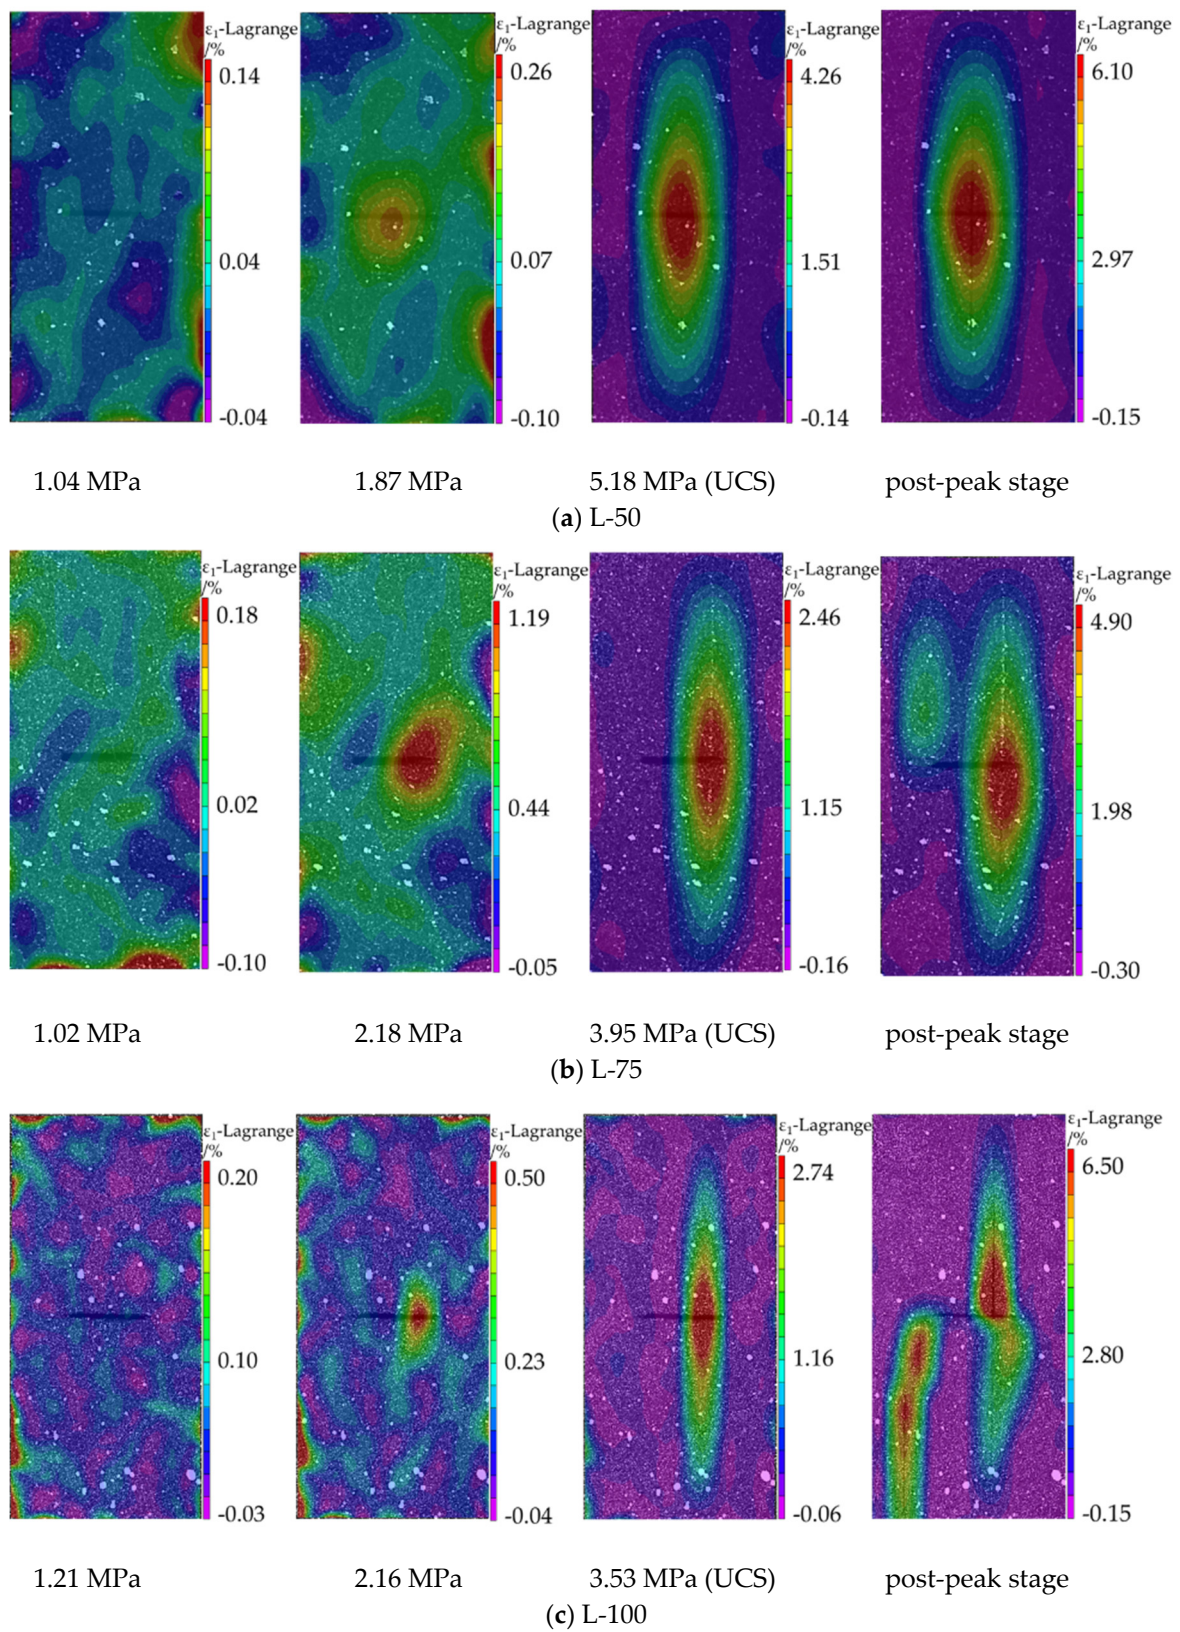 ε₁-Lagrange ε₁-Lagrange ε₁-Lagrange ε₁-Lagrange
/% /% /% /%
0.14 0.26 4.26 6.10
0.04 0.07 1.51 2.97
-0.04 -0.10 -0.14 -0.15
1.04 MPa 1.87 MPa 5.18 MPa (UCS) post-peak stage
(a) L-50
ε₁-Lagrange ε₁-Lagrange ε₁-Lagrange ε₁-Lagrange
/% /% /% /%
0.18 1.19 2.46 4.90
0.02 0.44 1.15 1.98
-0.10 -0.05 -0.16 -0.30
1.02 MPa 2.18 MPa 3.95 MPa (UCS) post-peak stage
(b) L-75
ε₁-Lagrange ε₁-Lagrange ε₁-Lagrange ε₁-Lagrange
/% /% /% /%
0.20 0.50 2.74 6.50
0.10 0.23 1.16 2.80
-0.03 -0.04 -0.06 -0.15
1.21 MPa 2.16 MPa 3.53 MPa (UCS) post-peak stage
(c) L-100